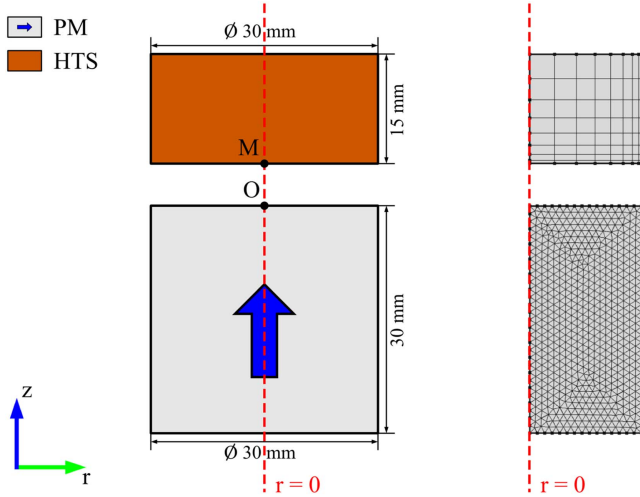 PM
HTS
Ø 30 mm
15 mm
M
O
30 mm
Ø 30 mm
z
r
r = 0
r = 0